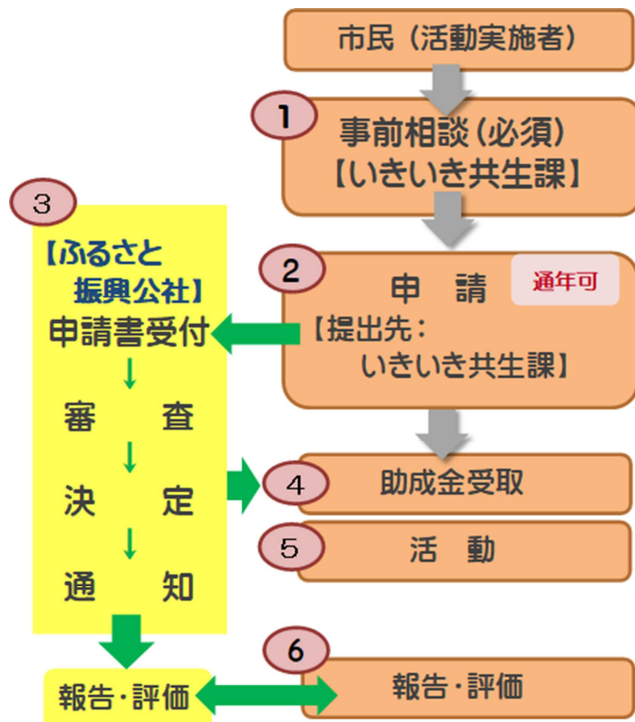 市民（活動実施者）
1
事前相談（必須）
【いきいき共生課】
2
申　請
通年可
【提出先：
いきいき共生課】
3
【ふるさと
振興公社】
申請書受付
↓
審　査
↓
決　定
↓
通　知
4
助成金受取
5
活　動
報告・評価
6
報告・評価